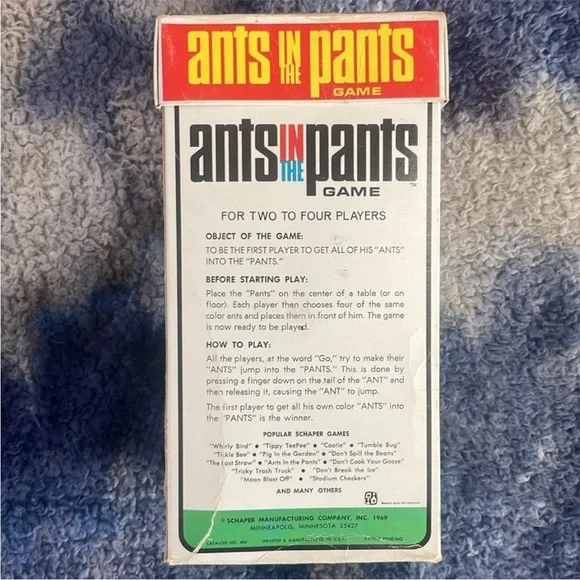 ants IN THE pants
GAME
ants IN THE pants™
GAME
FOR TWO TO FOUR PLAYERS
OBJECT OF THE GAME:
TO BE THE FIRST PLAYER TO GET ALL OF HIS "ANTS"
INTO THE "PANTS."
BEFORE STARTING PLAY:
Place the "Pants" on the center of a table (or on
floor). Each player then chooses four of the same
color ants and places them in front of him. The game
is now ready to be played.
HOW TO PLAY:
All the players, at the word "Go," try to make their
"ANTS" jump into the "PANTS." This is done by
pressing a finger down on the tail of the "ANT" and
then releasing it, causing the "ANT" to jump.
The first player to get all his own color "ANTS" into
the "PANTS" is the winner.
POPULAR SCHAPER GAMES
"Whirly Bird" • "Tippy TeePee" • "Cootie" • "Tumble Bug"
"Tickle Bee" • "Pig in the Garden" • "Don't Spill the Beans"
"The Last Straw" • "Ants In the Pants" • "Don't Cook Your Goose"
"Tricky Trash Truck" • "Don't Break the Ice"
"Moon Blast Off" • "Stadium Checkers"
AND MANY OTHERS
© SCHAPER MANUFACTURING COMPANY, INC. 1969
MINNEAPOLIS, MINNESOTA 55427
CATALOG NO. 404 PRINTED & MANUFACTURED IN U.S.A. PATENT PENDING